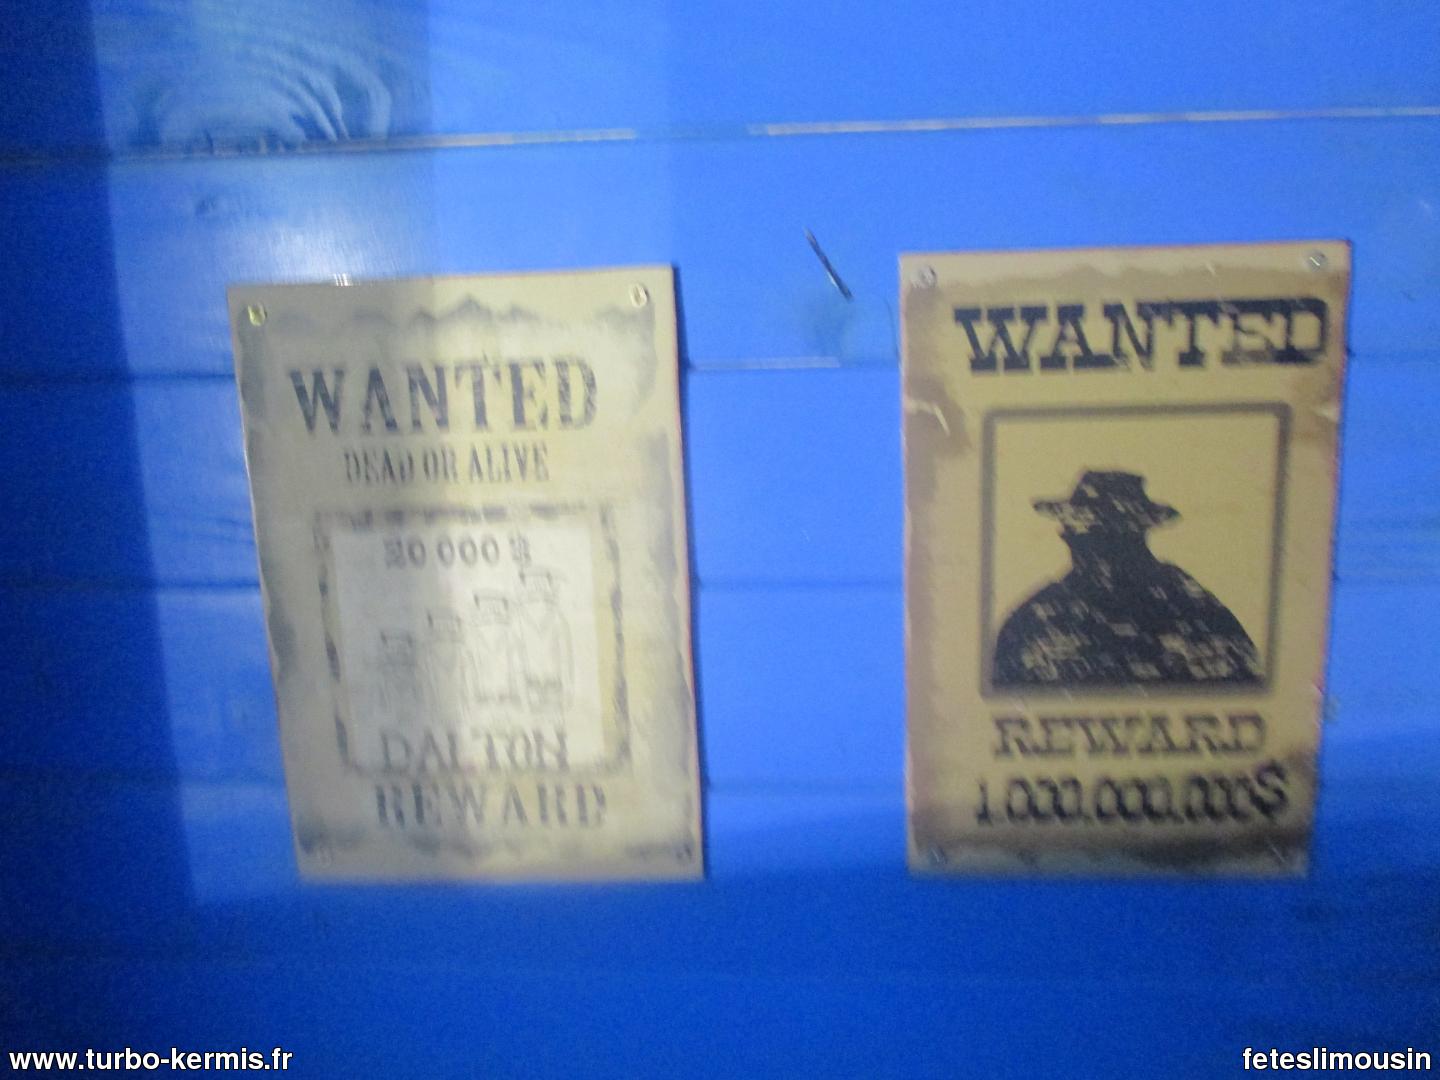 WANTED
DEAD OR ALIVE
20 000 $
DALTON
REWARD
WANTED
REWARD
1.000.000.000$
www.turbo-kermis.fr
feteslimousin